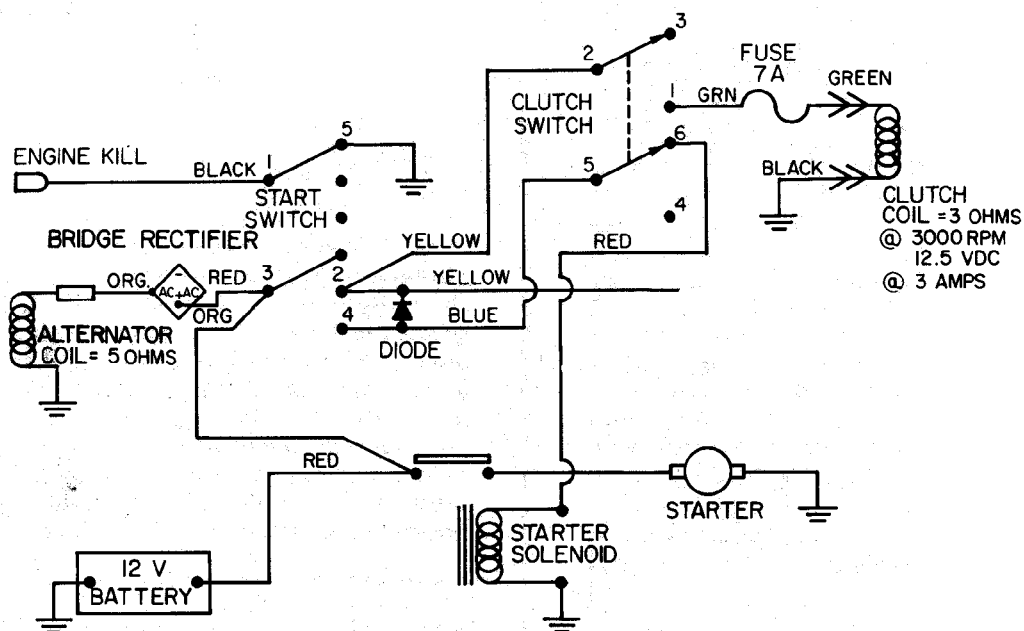 3
2
FUSE
7A
GREEN
CLUTCH
SWITCH
1
GRN
5
6
ENGINE KILL
BLACK
1
5
BLACK
START
SWITCH
4
CLUTCH
COIL = 3 OHMS
@ 3000 RPM
12.5 VDC
@ 3 AMPS
BRIDGE RECTIFIER
YELLOW
RED
ORG.
-
AC+AC
RED
3
2
YELLOW
ORG
4
BLUE
ALTERNATOR
COIL= 5 OHMS
DIODE
RED
STARTER
STARTER
SOLENOID
12 V
BATTERY